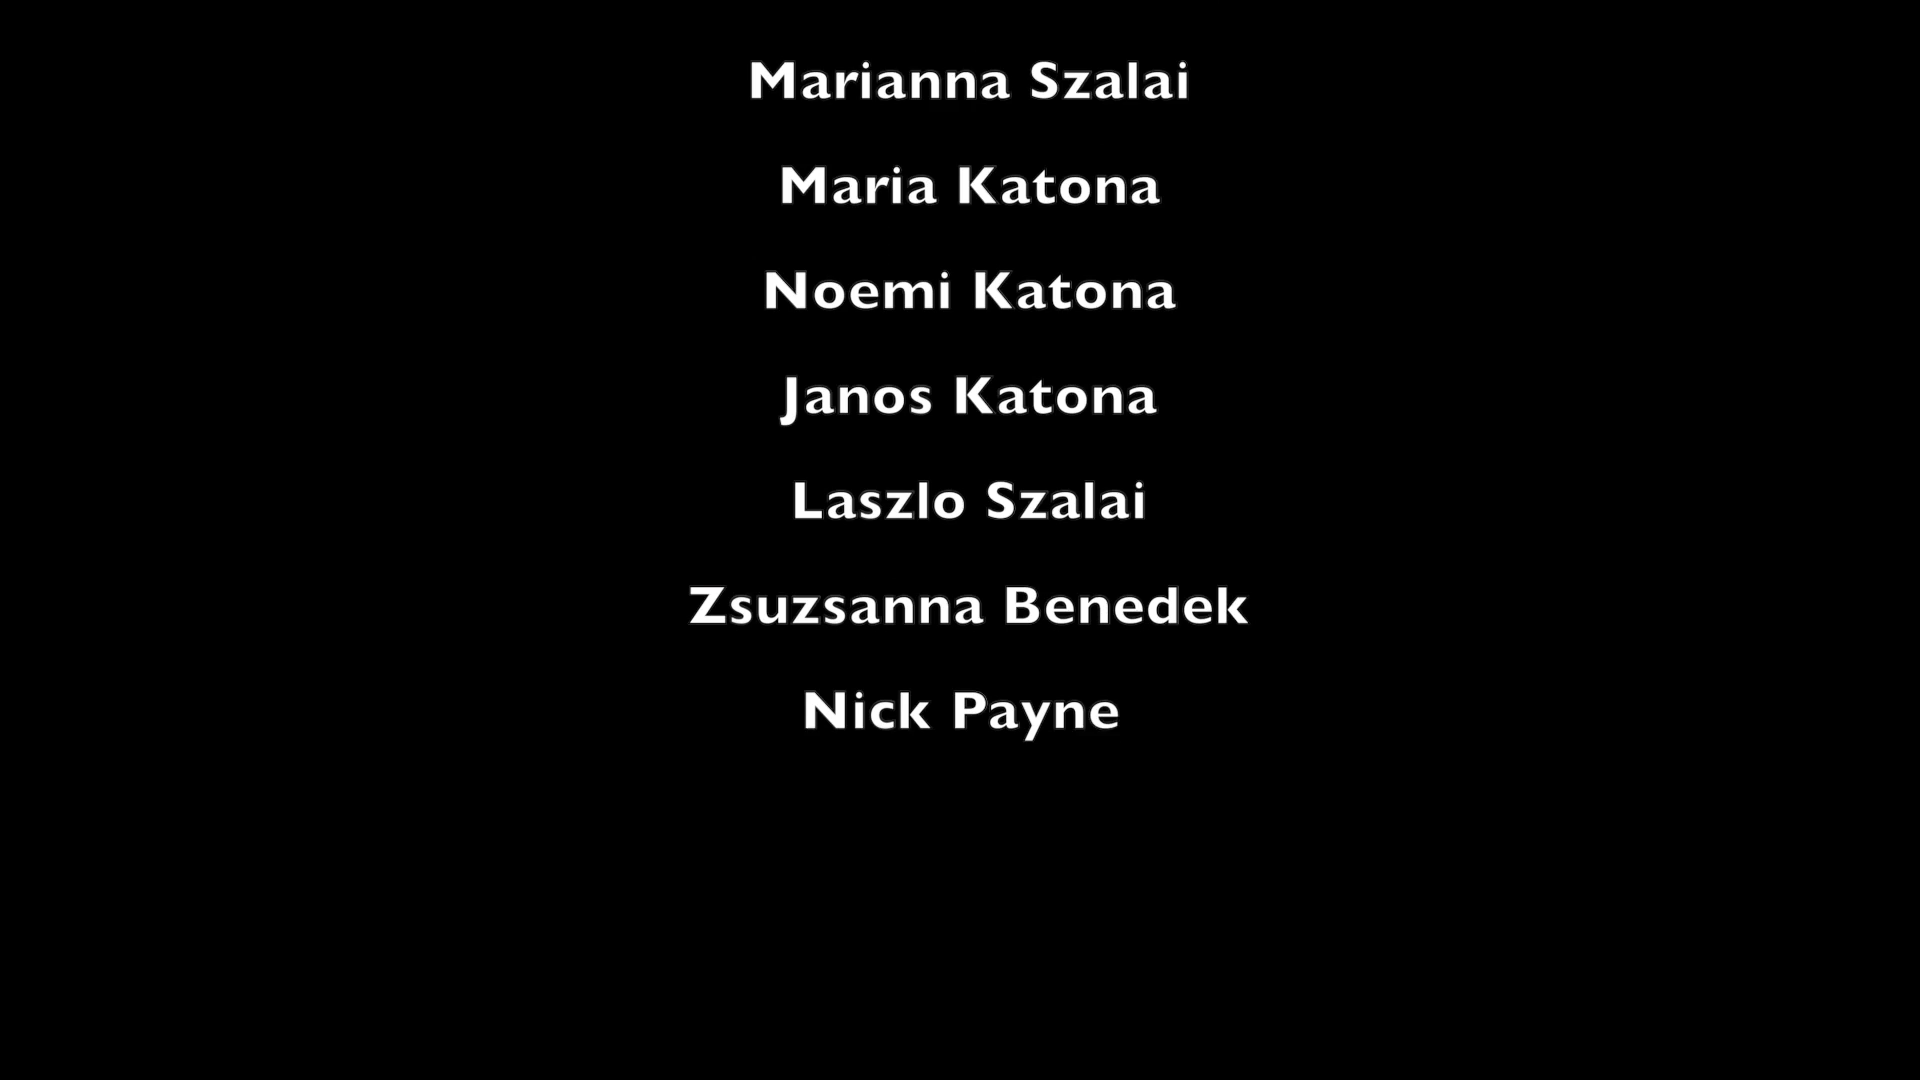 Marianna Szalai
Maria Katona
Noemi Katona
Janos Katona
Laszlo Szalai
Zsuzsanna Benedek
Nick Payne